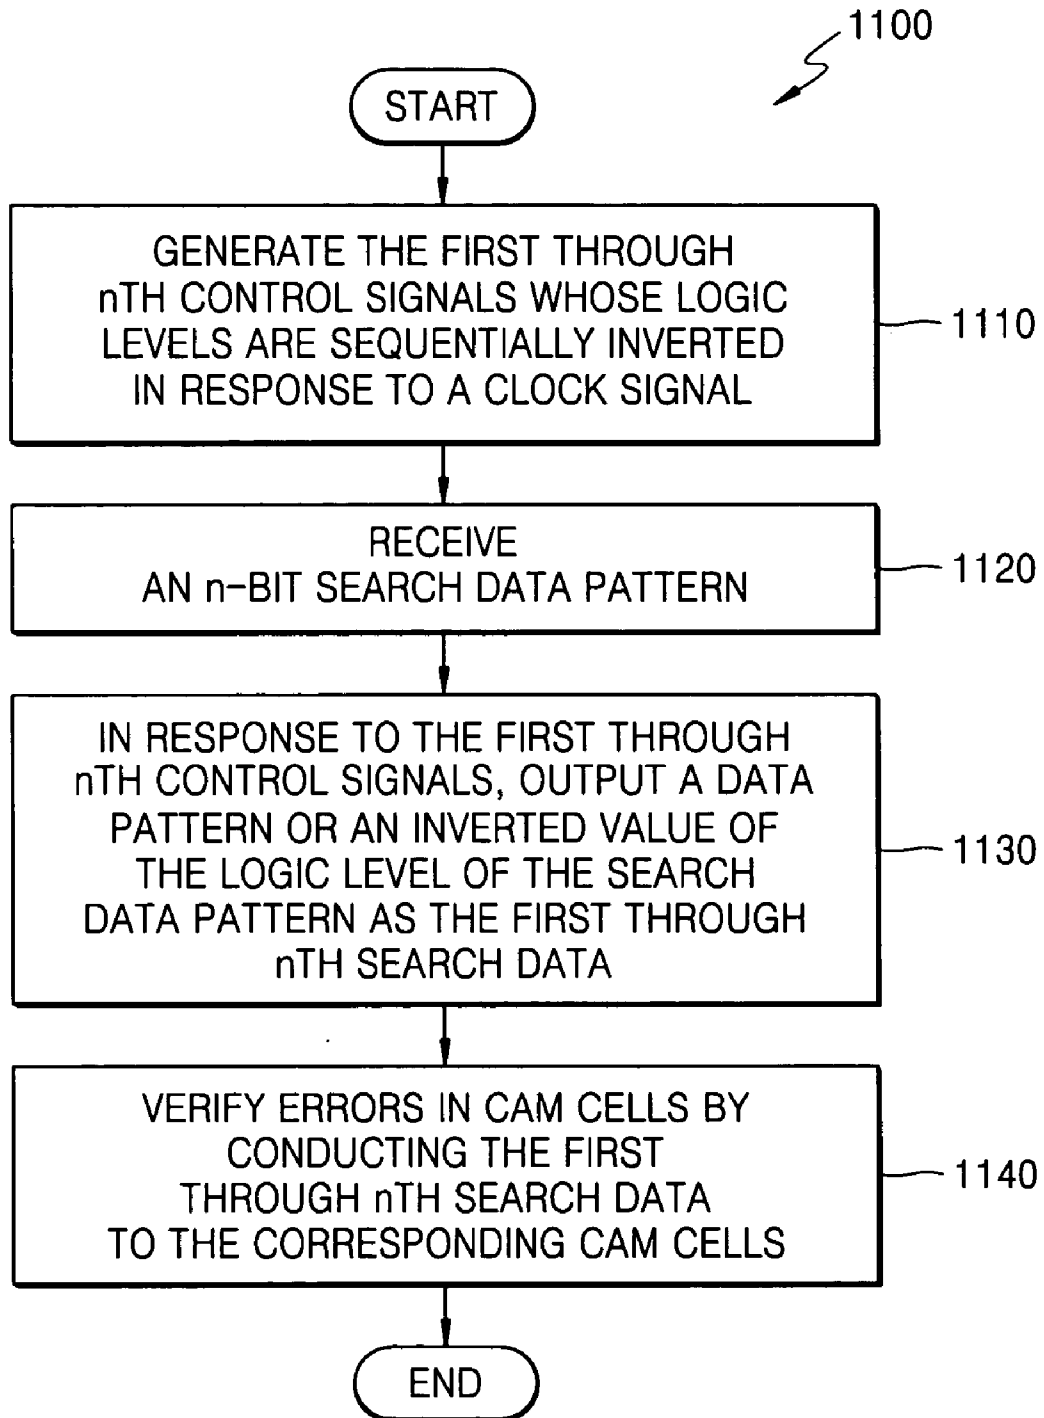 1100
START
GENERATE THE FIRST THROUGH
nTH CONTROL SIGNALS WHOSE LOGIC
LEVELS ARE SEQUENTIALLY INVERTED
IN RESPONSE TO A CLOCK SIGNAL
1110
RECEIVE
AN n-BIT SEARCH DATA PATTERN
1120
IN RESPONSE TO THE FIRST THROUGH
nTH CONTROL SIGNALS, OUTPUT A DATA
PATTERN OR AN INVERTED VALUE OF
THE LOGIC LEVEL OF THE SEARCH
DATA PATTERN AS THE FIRST THROUGH
nTH SEARCH DATA
1130
VERIFY ERRORS IN CAM CELLS BY
CONDUCTING THE FIRST
THROUGH nTH SEARCH DATA
TO THE CORRESPONDING CAM CELLS
1140
END